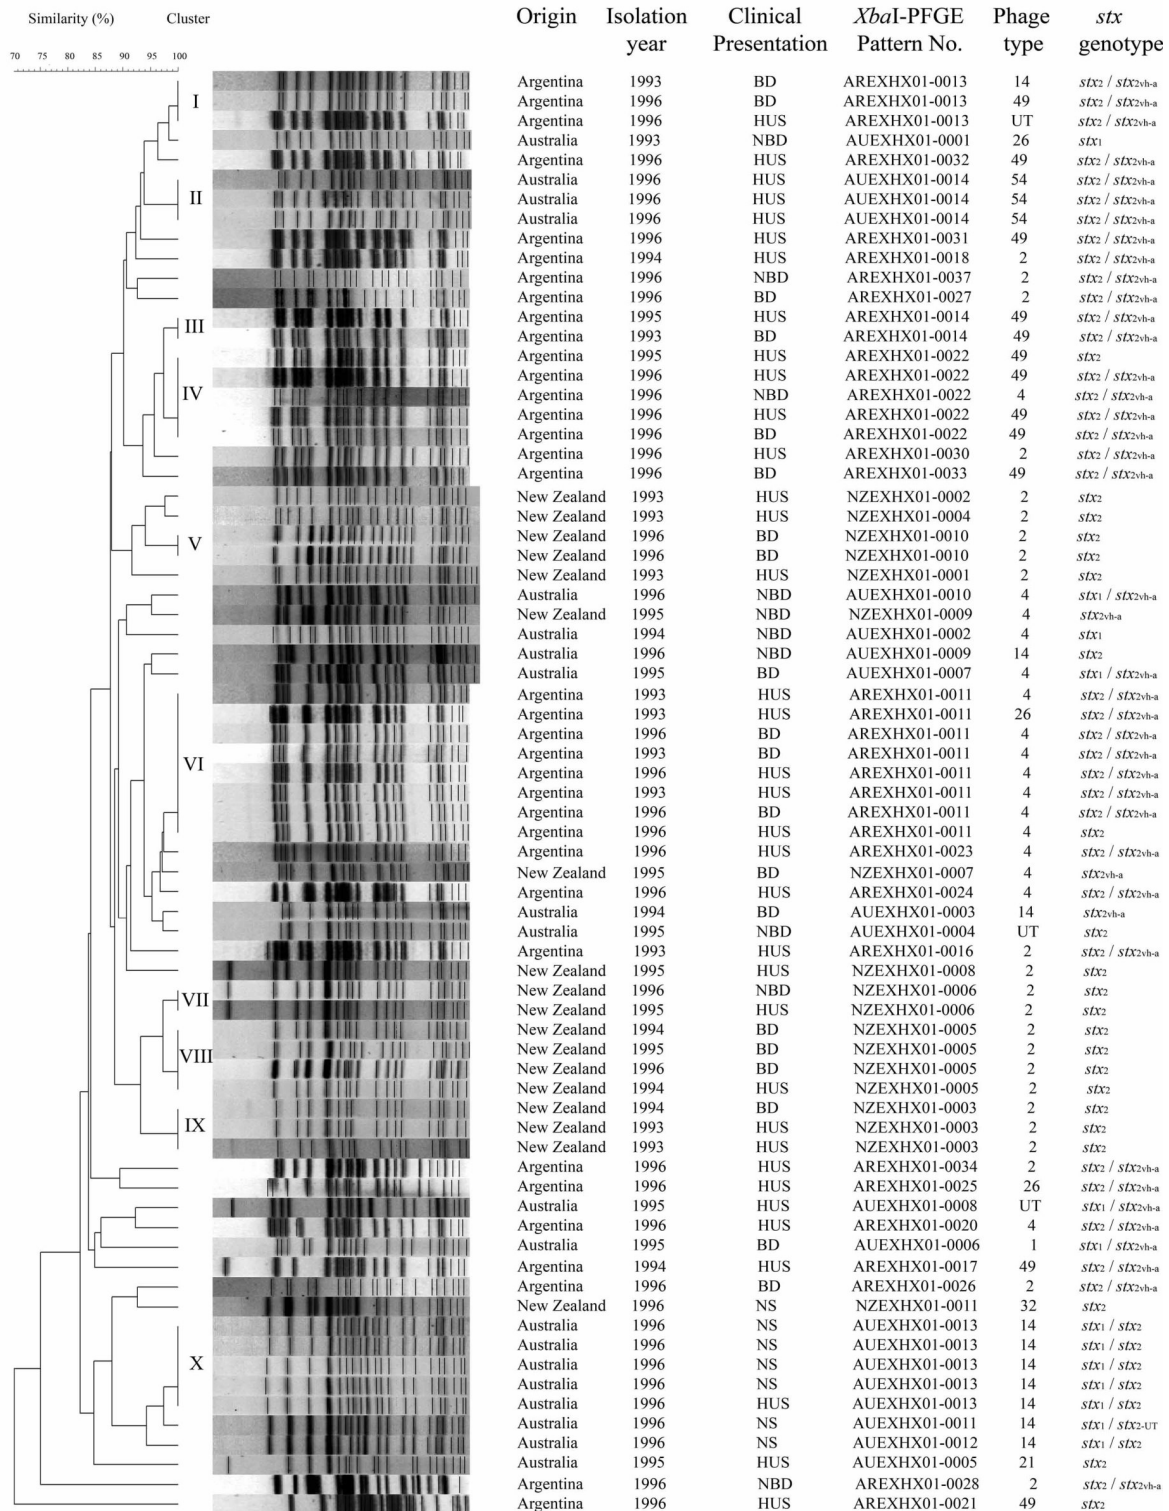 Similarity (%) Cluster Origin Isolation year Clinical Presentation XbaI-PFGE Pattern No. Phage type stx genotype
70 75 80 85 90 95 100
Argentina 1993 BD AREXHX01-0013 14 stx2 / stx2vh-a
I Argentina 1996 BD AREXHX01-0013 49 stx2 / stx2vh-a
Argentina 1996 HUS AREXHX01-0013 UT stx2 / stx2vh-a
Australia 1993 NBD AUEXHX01-0001 26 stx1
Argentina 1996 HUS AREXHX01-0032 49 stx2 / stx2vh-a
Australia 1996 HUS AUEXHX01-0014 54 stx2 / stx2vh-a
II Australia 1996 HUS AUEXHX01-0014 54 stx2 / stx2vh-a
Australia 1996 HUS AUEXHX01-0014 54 stx2 / stx2vh-a
Argentina 1996 HUS AREXHX01-0031 49 stx2 / stx2vh-a
Argentina 1994 HUS AREXHX01-0018 2 stx2 / stx2vh-a
Argentina 1996 NBD AREXHX01-0037 2 stx2 / stx2vh-a
Argentina 1996 BD AREXHX01-0027 2 stx2 / stx2vh-a
III Argentina 1995 HUS AREXHX01-0014 49 stx2 / stx2vh-a
Argentina 1993 BD AREXHX01-0014 49 stx2 / stx2vh-a
Argentina 1995 HUS AREXHX01-0022 49 stx2
Argentina 1996 HUS AREXHX01-0022 49 stx2 / stx2vh-a
IV Argentina 1996 NBD AREXHX01-0022 4 stx2 / stx2vh-a
Argentina 1996 HUS AREXHX01-0022 49 stx2 / stx2vh-a
Argentina 1996 BD AREXHX01-0022 49 stx2 / stx2vh-a
Argentina 1996 HUS AREXHX01-0030 2 stx2 / stx2vh-a
Argentina 1996 BD AREXHX01-0033 49 stx2 / stx2vh-a
New Zealand 1993 HUS NZEXHX01-0002 2 stx2
New Zealand 1993 HUS NZEXHX01-0004 2 stx2
V New Zealand 1996 BD NZEXHX01-0010 2 stx2
New Zealand 1996 BD NZEXHX01-0010 2 stx2
New Zealand 1993 HUS NZEXHX01-0001 2 stx2
Australia 1996 NBD AUEXHX01-0010 4 stx1 / stx2vh-a
New Zealand 1995 NBD NZEXHX01-0009 4 stx2vh-a
Australia 1994 NBD AUEXHX01-0002 4 stx1
Australia 1996 NBD AUEXHX01-0009 14 stx2
Australia 1995 BD AUEXHX01-0007 4 stx1 / stx2vh-a
Argentina 1993 HUS AREXHX01-0011 4 stx2 / stx2vh-a
Argentina 1993 HUS AREXHX01-0011 26 stx2 / stx2vh-a
Argentina 1996 BD AREXHX01-0011 4 stx2 / stx2vh-a
Argentina 1993 BD AREXHX01-0011 4 stx2 / stx2vh-a
VI Argentina 1996 HUS AREXHX01-0011 4 stx2 / stx2vh-a
Argentina 1993 HUS AREXHX01-0011 4 stx2 / stx2vh-a
Argentina 1996 BD AREXHX01-0011 4 stx2 / stx2vh-a
Argentina 1996 HUS AREXHX01-0011 4 stx2
Argentina 1996 HUS AREXHX01-0023 4 stx2 / stx2vh-a
New Zealand 1995 BD NZEXHX01-0007 4 stx2vh-a
Argentina 1996 HUS AREXHX01-0024 4 stx2 / stx2vh-a
Australia 1994 BD AUEXHX01-0003 14 stx2vh-a
Australia 1995 NBD AUEXHX01-0004 UT stx2
Argentina 1993 HUS AREXHX01-0016 2 stx2 / stx2vh-a
New Zealand 1995 HUS NZEXHX01-0008 2 stx2
VII New Zealand 1996 NBD NZEXHX01-0006 2 stx2
New Zealand 1995 HUS NZEXHX01-0006 2 stx2
New Zealand 1994 BD NZEXHX01-0005 2 stx2
VIII New Zealand 1995 BD NZEXHX01-0005 2 stx2
New Zealand 1996 BD NZEXHX01-0005 2 stx2
New Zealand 1994 HUS NZEXHX01-0005 2 stx2
New Zealand 1994 BD NZEXHX01-0003 2 stx2
IX New Zealand 1993 HUS NZEXHX01-0003 2 stx2
New Zealand 1993 HUS NZEXHX01-0003 2 stx2
Argentina 1996 HUS AREXHX01-0034 2 stx2 / stx2vh-a
Argentina 1996 HUS AREXHX01-0025 26 stx2 / stx2vh-a
Australia 1995 HUS AUEXHX01-0008 UT stx1 / stx2vh-a
Argentina 1996 HUS AREXHX01-0020 4 stx2 / stx2vh-a
Australia 1995 BD AUEXHX01-0006 1 stx1 / stx2vh-a
Argentina 1994 HUS AREXHX01-0017 49 stx2 / stx2vh-a
Argentina 1996 BD AREXHX01-0026 2 stx2 / stx2vh-a
New Zealand 1996 NS NZEXHX01-0011 32 stx2
Australia 1996 NS AUEXHX01-0013 14 stx1 / stx2
Australia 1996 NS AUEXHX01-0013 14 stx1 / stx2
X Australia 1996 NS AUEXHX01-0013 14 stx1 / stx2
Australia 1996 NS AUEXHX01-0013 14 stx1 / stx2
Australia 1996 HUS AUEXHX01-0013 14 stx1 / stx2
Australia 1996 NS AUEXHX01-0011 14 stx1 / stx2-UT
Australia 1996 NS AUEXHX01-0012 14 stx1 / stx2
Australia 1995 HUS AUEXHX01-0005 21 stx2
Argentina 1996 NBD AREXHX01-0028 2 stx2 / stx2vh-a
Argentina 1996 HUS AREXHX01-0021 49 stx2